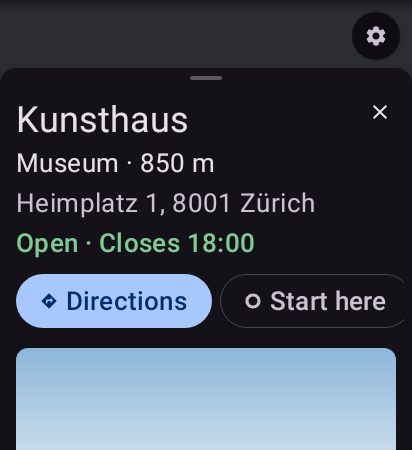 Kunsthaus
Museum · 850 m
Heimplatz 1, 8001 Zürich
Open · Closes 18:00
Directions
Start here